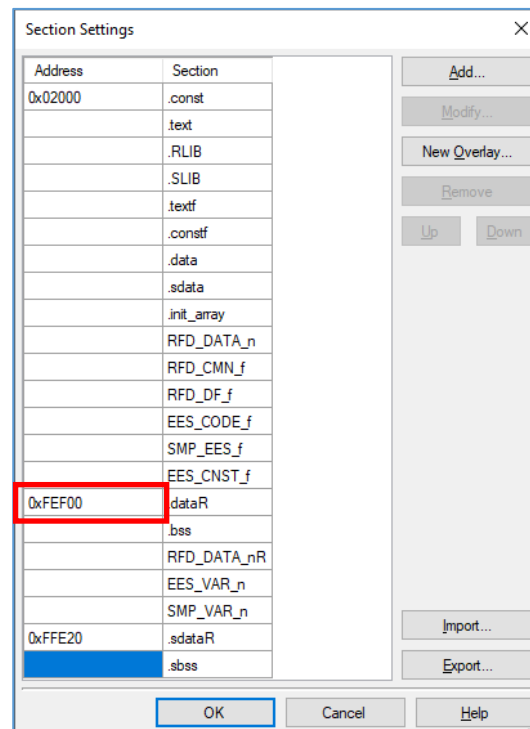 Section Settings
Address Section
0x02000 .const
.text
.RLIB
.SLIB
.textf
.constf
.data
.sdata
.init_array
RFD_DATA_n
RFD_CMN_f
RFD_DF_f
EES_CODE_f
SMP_EES_f
EES_CNST_f
0xFEF00 .dataR
.bss
RFD_DATA_nR
EES_VAR_n
SMP_VAR_n
0xFFE20 .sdataR
.sbss
Add...
Modify...
New Overlay...
Remove
Up Down
Import...
Export...
OK Cancel Help